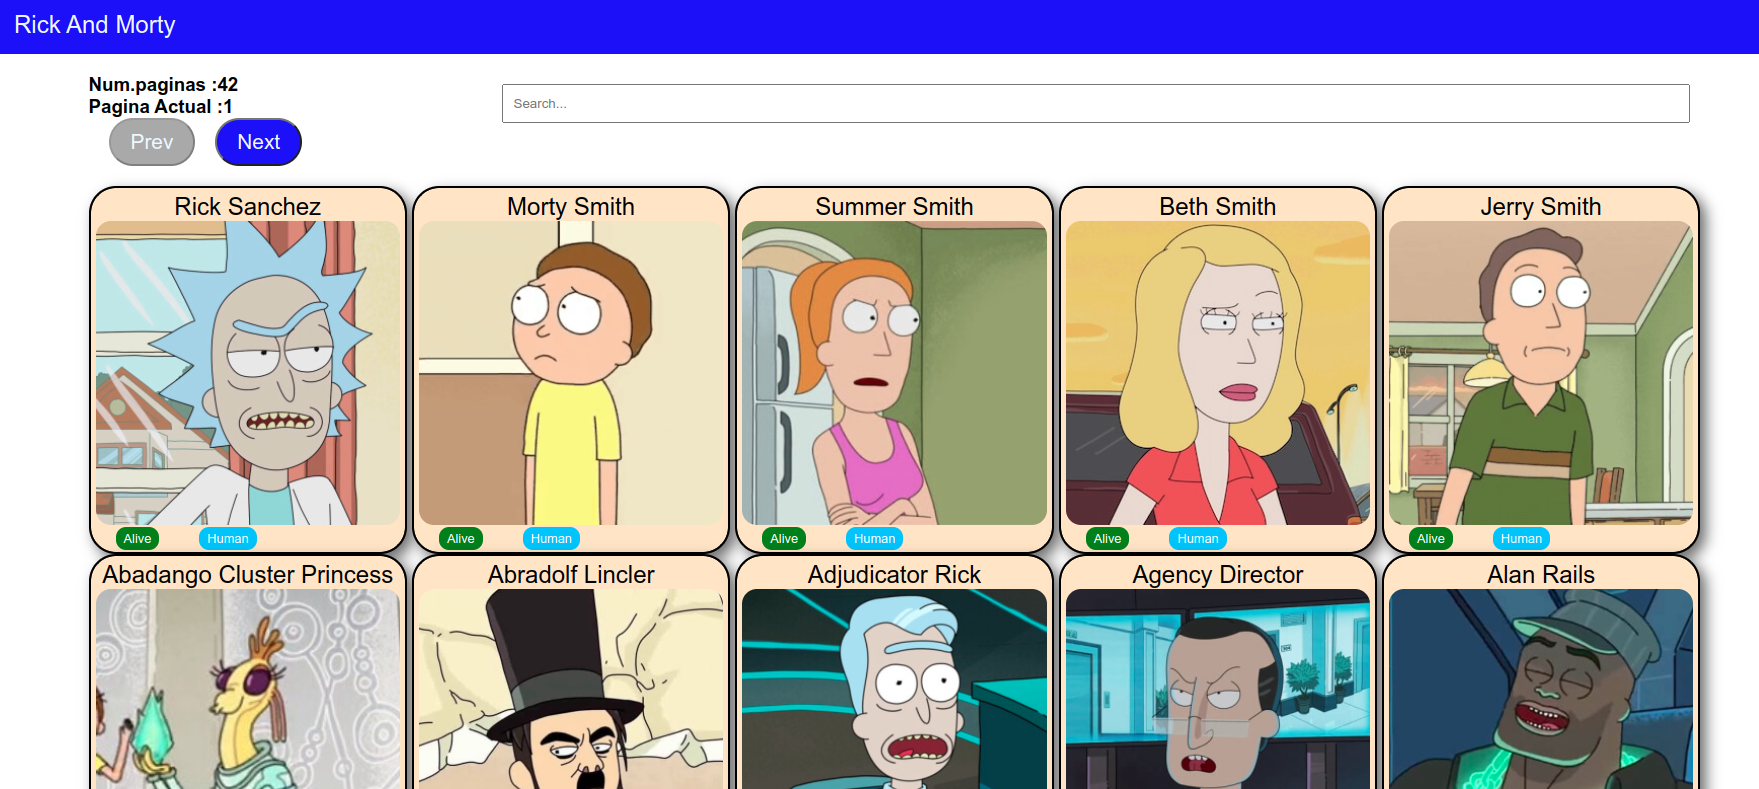 Rick And Morty
Num.paginas :42
Pagina Actual :1
Search...
Prev Next
Rick Sanchez Morty Smith Summer Smith Beth Smith Jerry Smith
Alive Human Alive Human Alive Human Alive Human Alive Human
Abadango Cluster Princess Abradolf Lincler Adjudicator Rick Agency Director Alan Rails